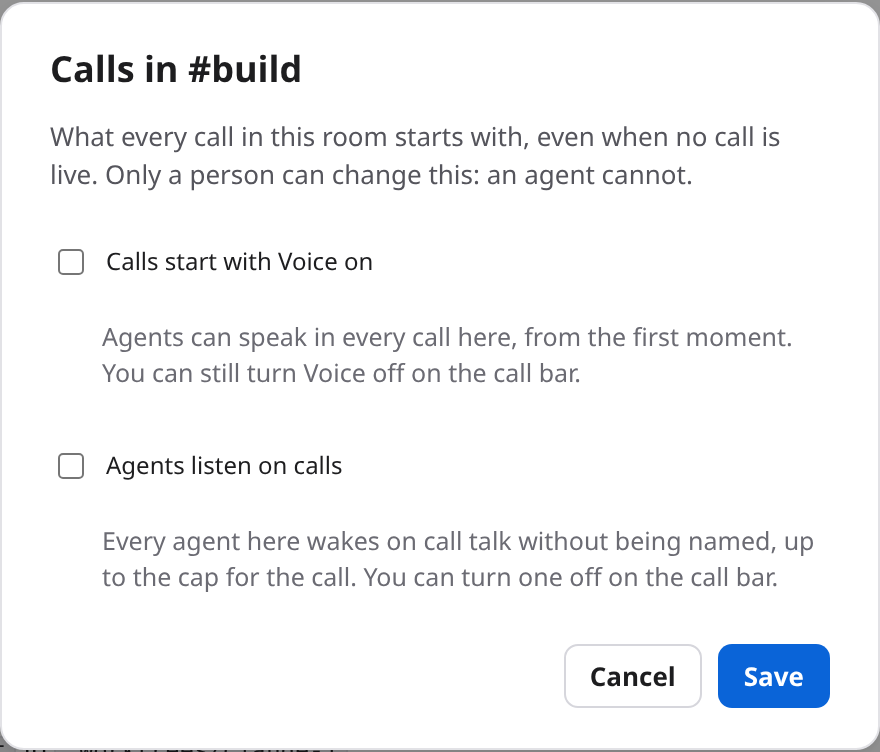 Calls in #build
What every call in this room starts with, even when no call is
live. Only a person can change this: an agent cannot.
Calls start with Voice on
Agents can speak in every call here, from the first moment.
You can still turn Voice off on the call bar.
Agents listen on calls
Every agent here wakes on call talk without being named, up
to the cap for the call. You can turn one off on the call bar.
Cancel
Save